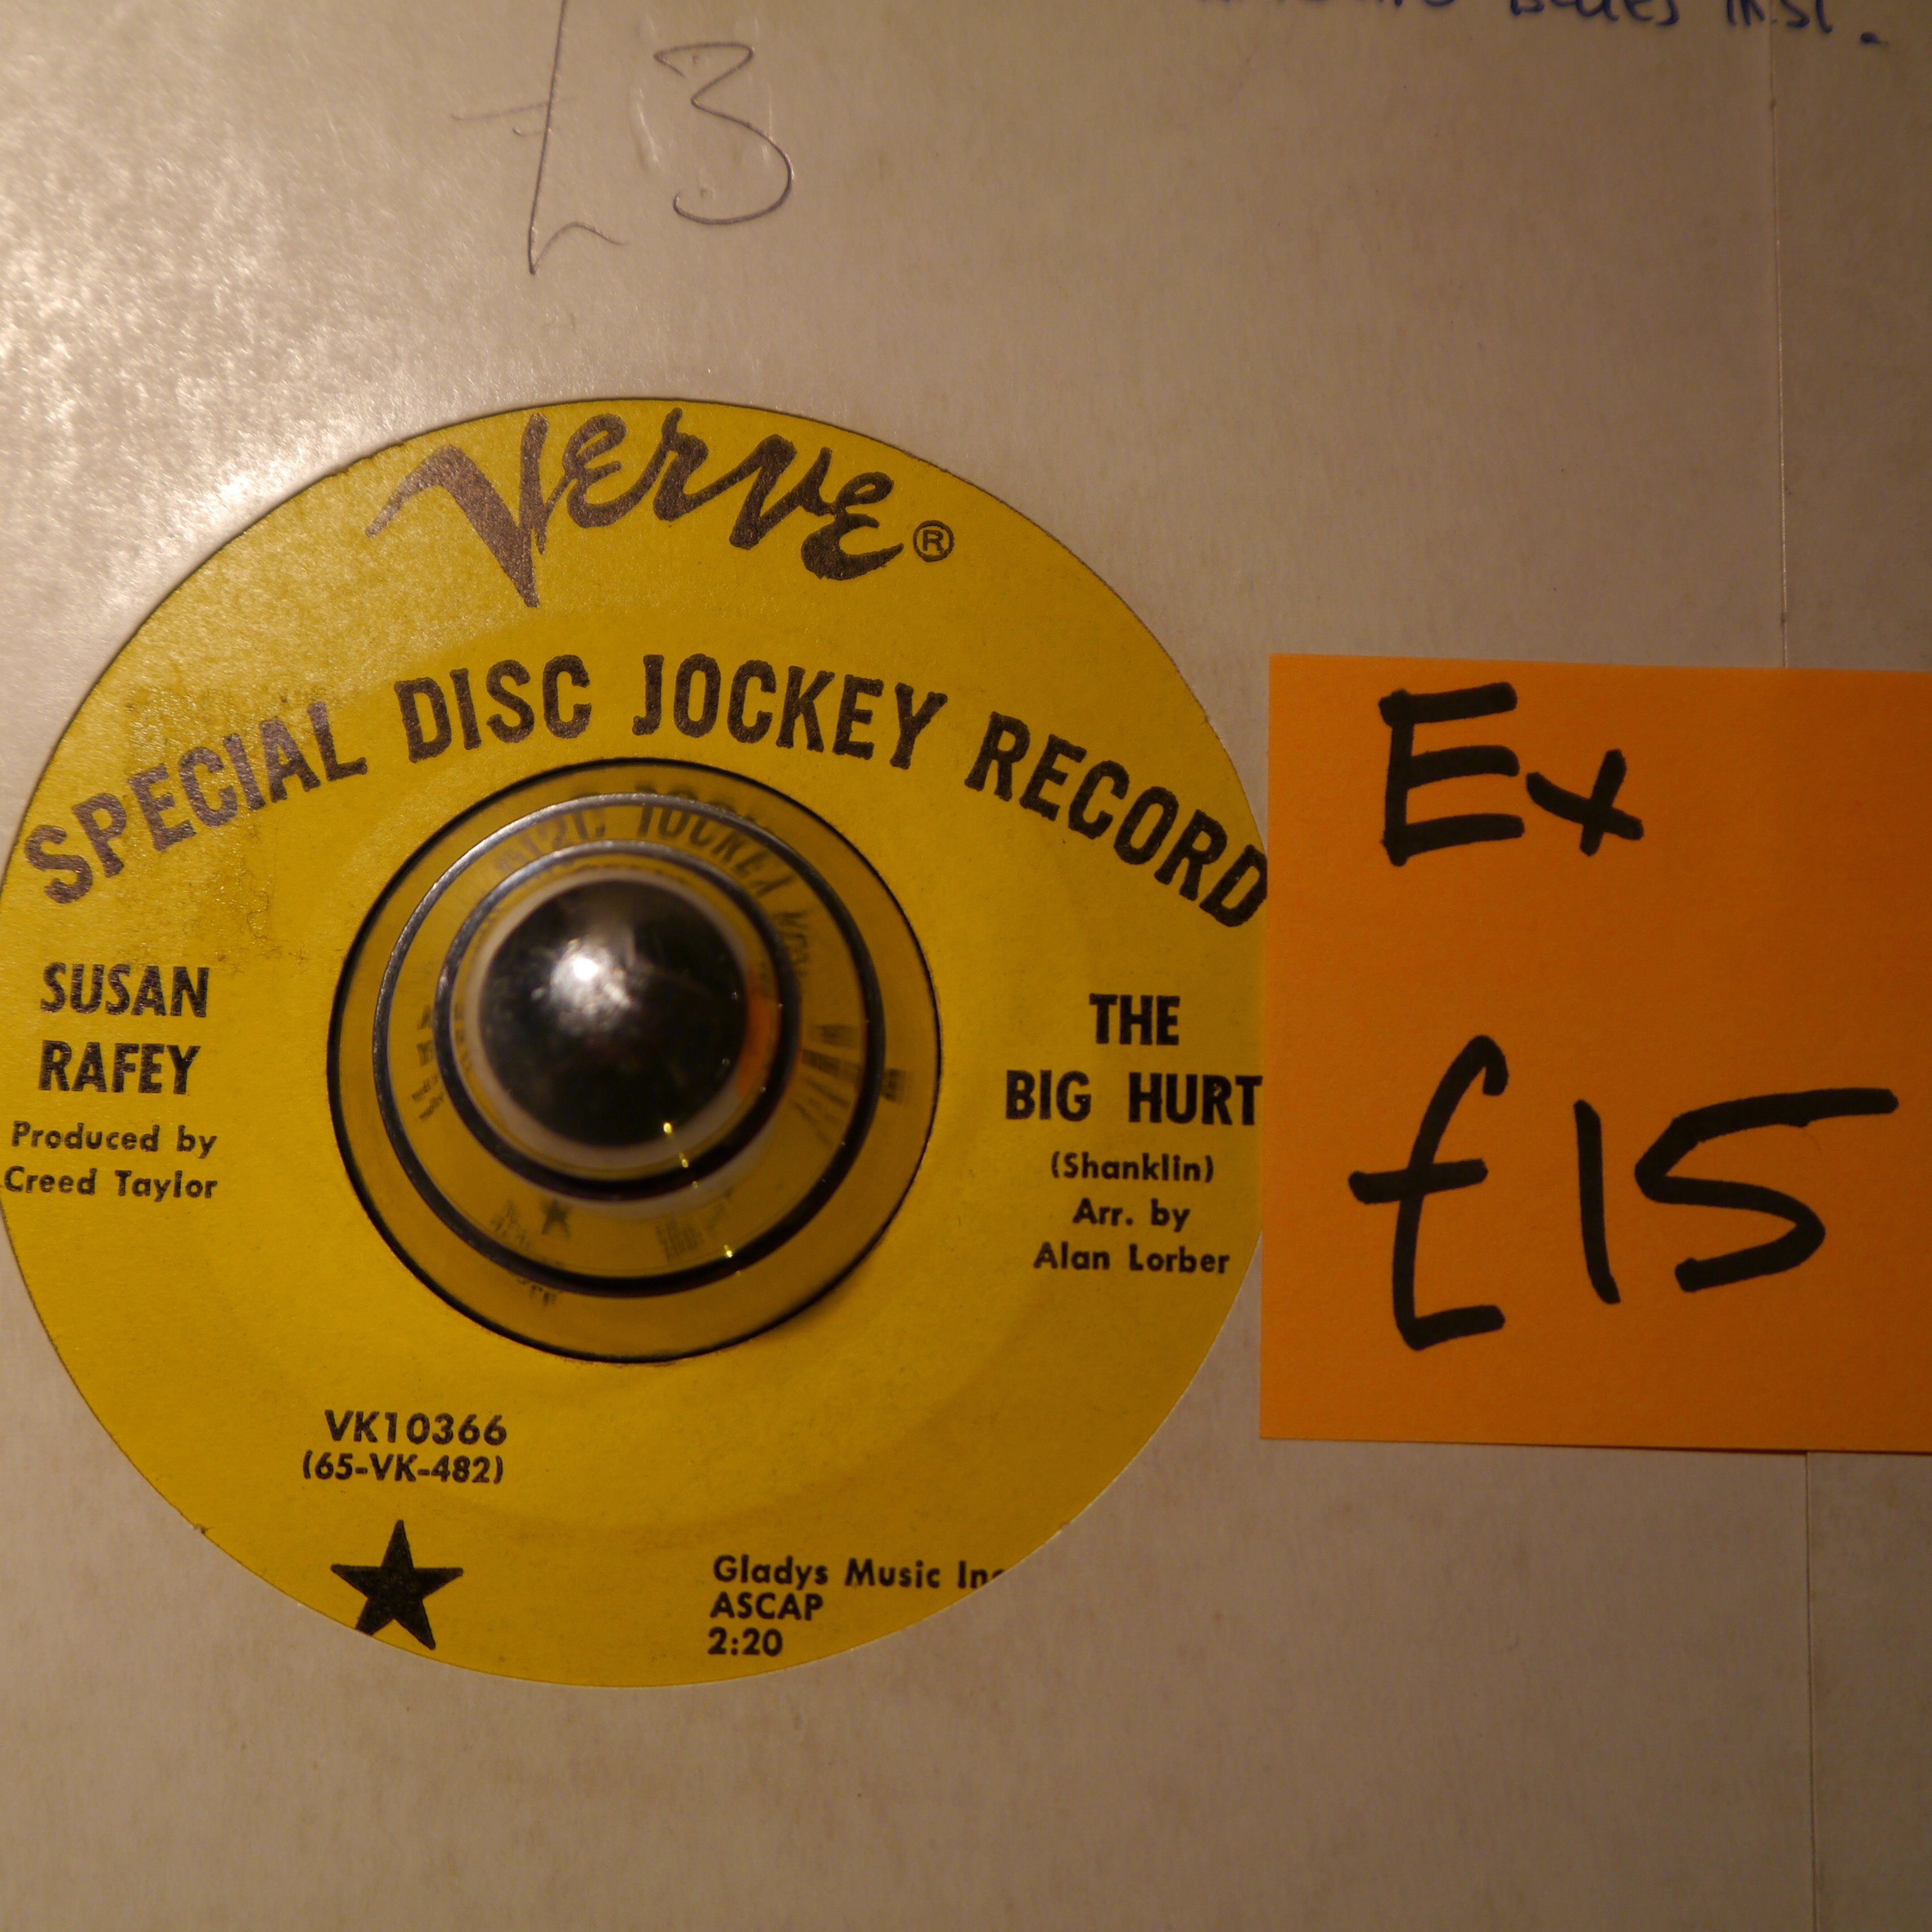 Inst.
£3
Verve®
SPECIAL DISC JOCKEY RECORD
SUSAN
RAFEY
Produced by
Creed Taylor
THE
BIG HURT
(Shanklin)
Arr. by
Alan Lorber
VK10366
(65-VK-482)
Gladys Music
ASCAP
2:20
Ex
£15